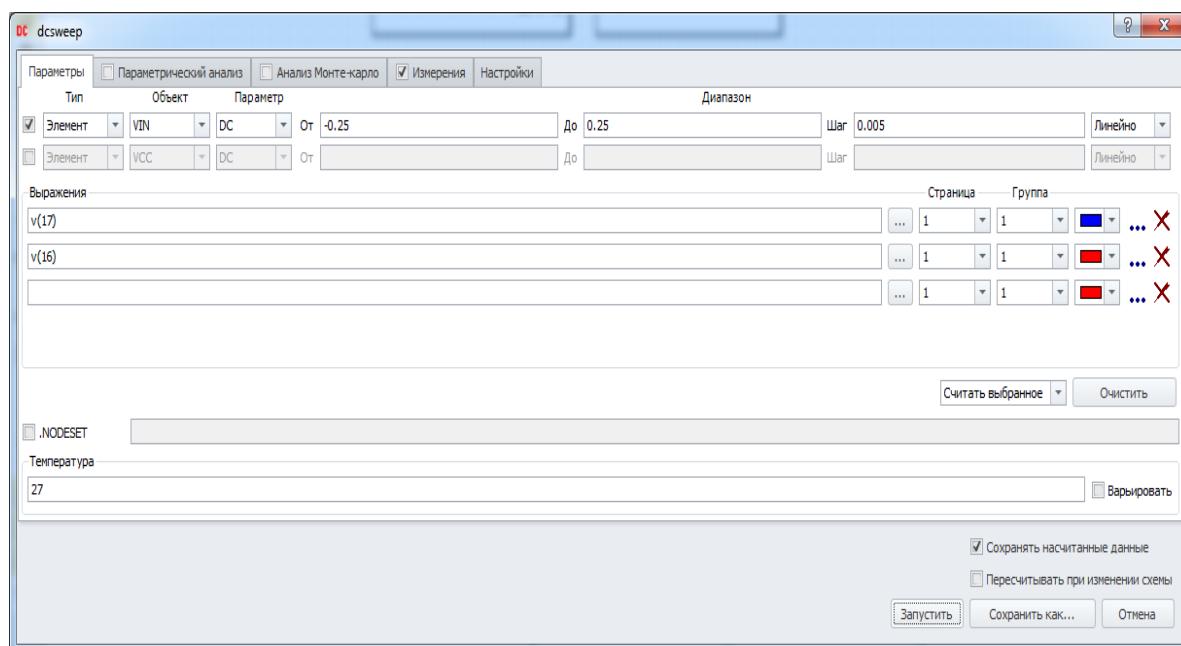 DC dcsweep
Параметры Параметрический анализ Анализ Монте-карло Измерения Настройки
Тип Объект Параметр Диапазон
Элемент VIN DC От -0.25 До 0.25 Шаг 0.005 Линейно
Элемент VCC DC От До Шаг Линейно
Выражения Страница Группа
v(17) ... 1 1 ...
v(16) ... 1 1 ...
... 1 1 ...
Считать выбранное Очистить
.NODESET
Температура
27 Варьировать
Сохранять насчитанные данные
Пересчитывать при изменении схемы
Запустить Сохранить как... Отмена